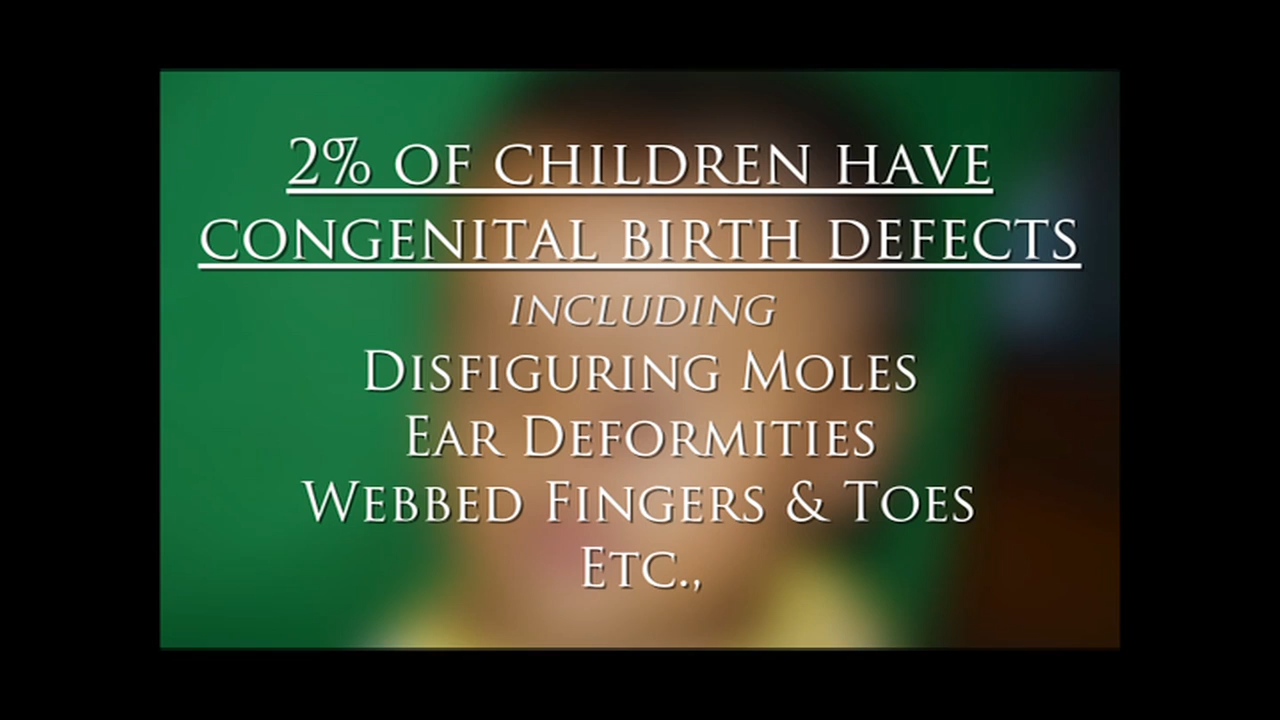 2% OF CHILDREN HAVE
CONGENITAL BIRTH DEFECTS
INCLUDING
DISFIGURING MOLES
EAR DEFORMITIES
WEBBED FINGERS & TOES
ETC.,